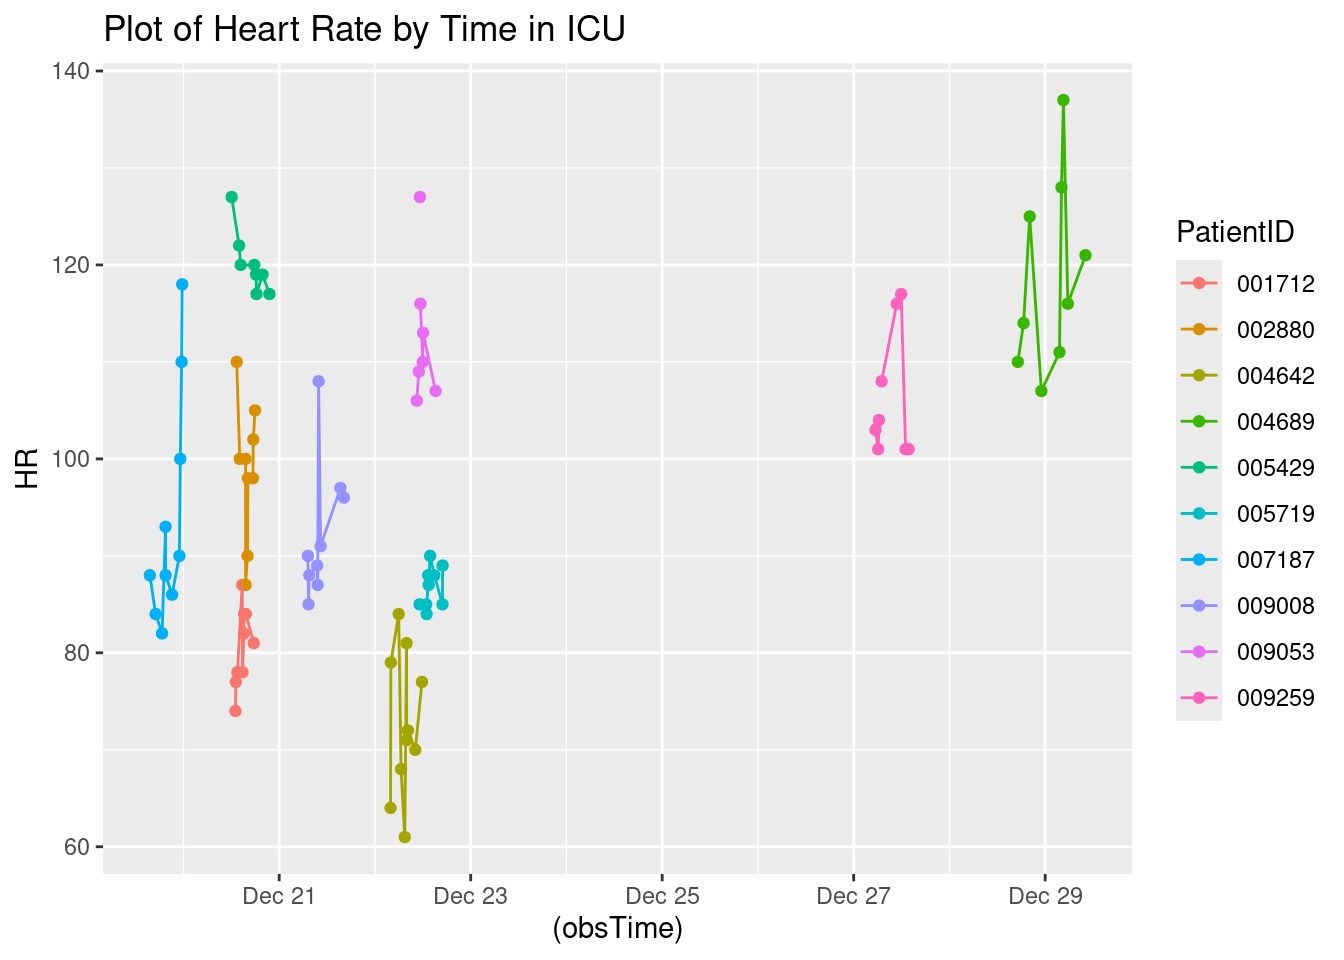 Plot of Heart Rate by Time in ICU
140
120
100
80
60
HR
Dec 21
Dec 23
Dec 25
Dec 27
Dec 29
(obsTime)
PatientID
001712
002880
004642
004689
005429
005719
007187
009008
009053
009259